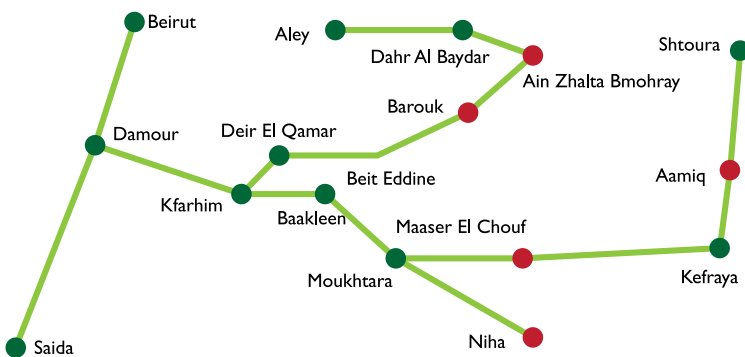 Beirut
Aley
Dahr Al Baydar
Shtoura
Ain Zhalta Bmohray
Barouk
Damour
Deir El Qamar
Beit Eddine
Aamiq
Kfarhim
Baakleen
Maaser El Chouf
Moukhtara
Kefraya
Niha
Saida